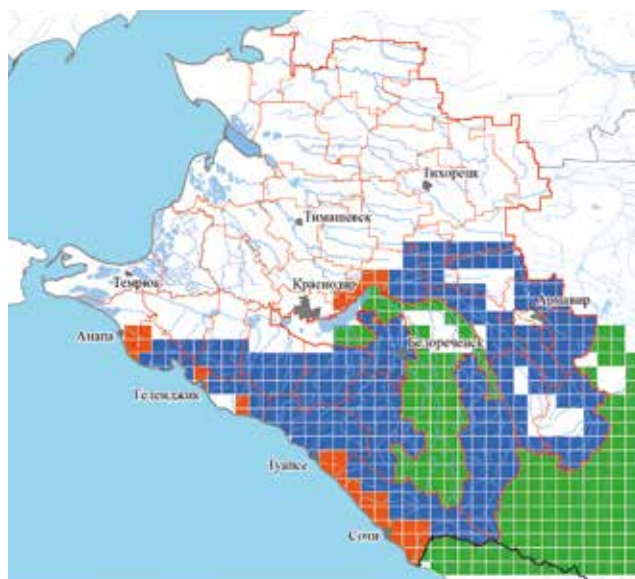 Тихорецк
Тимашевск
Темрюк
Краснодар
Армавир
Анапа
Белореченск
Геленджик
Туапсе
Сочи